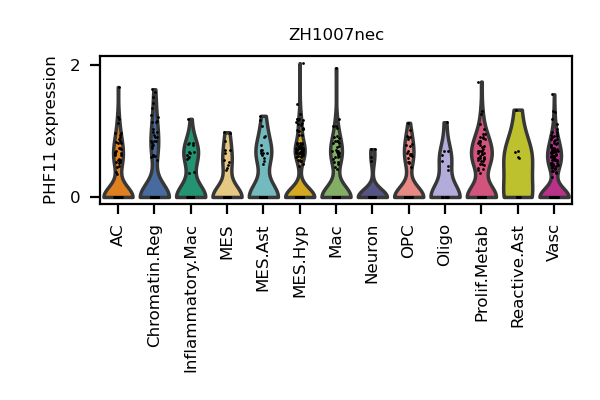 ZH1007nec
PHF11 expression
2
0
AC
Chromatin.Reg
Inflammatory.Mac
MES
MES.Ast
MES.Hyp
Mac
Neuron
OPC
Oligo
Prolif.Metab
Reactive.Ast
Vasc